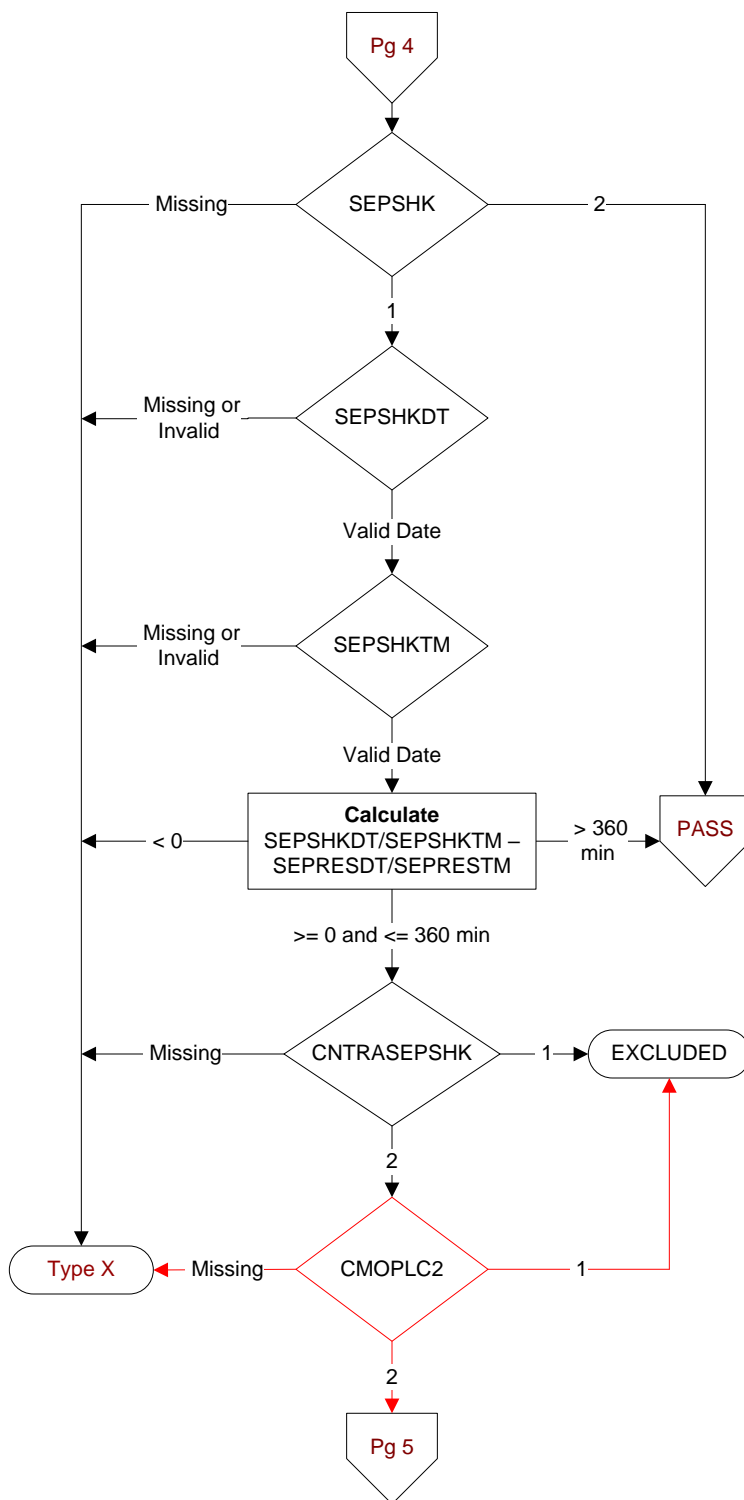 Pg 4
SEPSHK
Missing
2
1
SEPSHKDT
Missing or
Invalid
Valid Date
SEPSHKTM
Missing or
Invalid
Valid Date
Calculate
SEPSHKDT/SEPSHKTM –
SEPRESDT/SEPRESTM
< 0
> 360
min
PASS
>= 0 and <= 360 min
CNTRASEPSHK
Missing
1
EXCLUDED
2
Type X
Missing
CMOPLC2
1
2
Pg 5